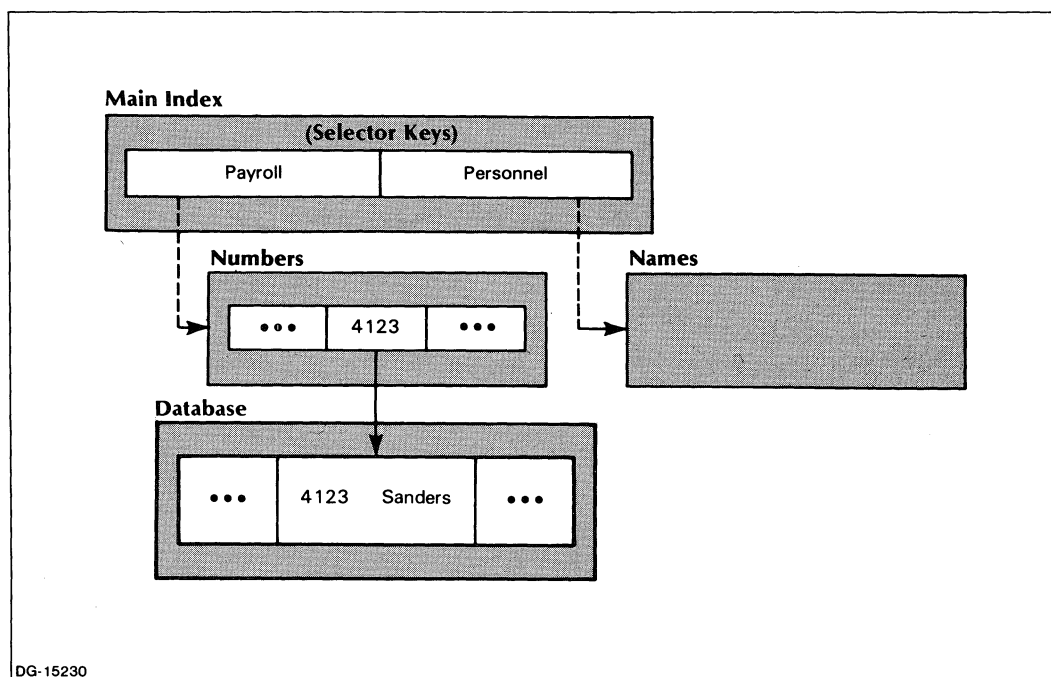 Main Index
(Selector Keys)
Payroll Personnel
Numbers Names
••• 4123 •••
Database
••• 4123 Sanders •••
DG-15230